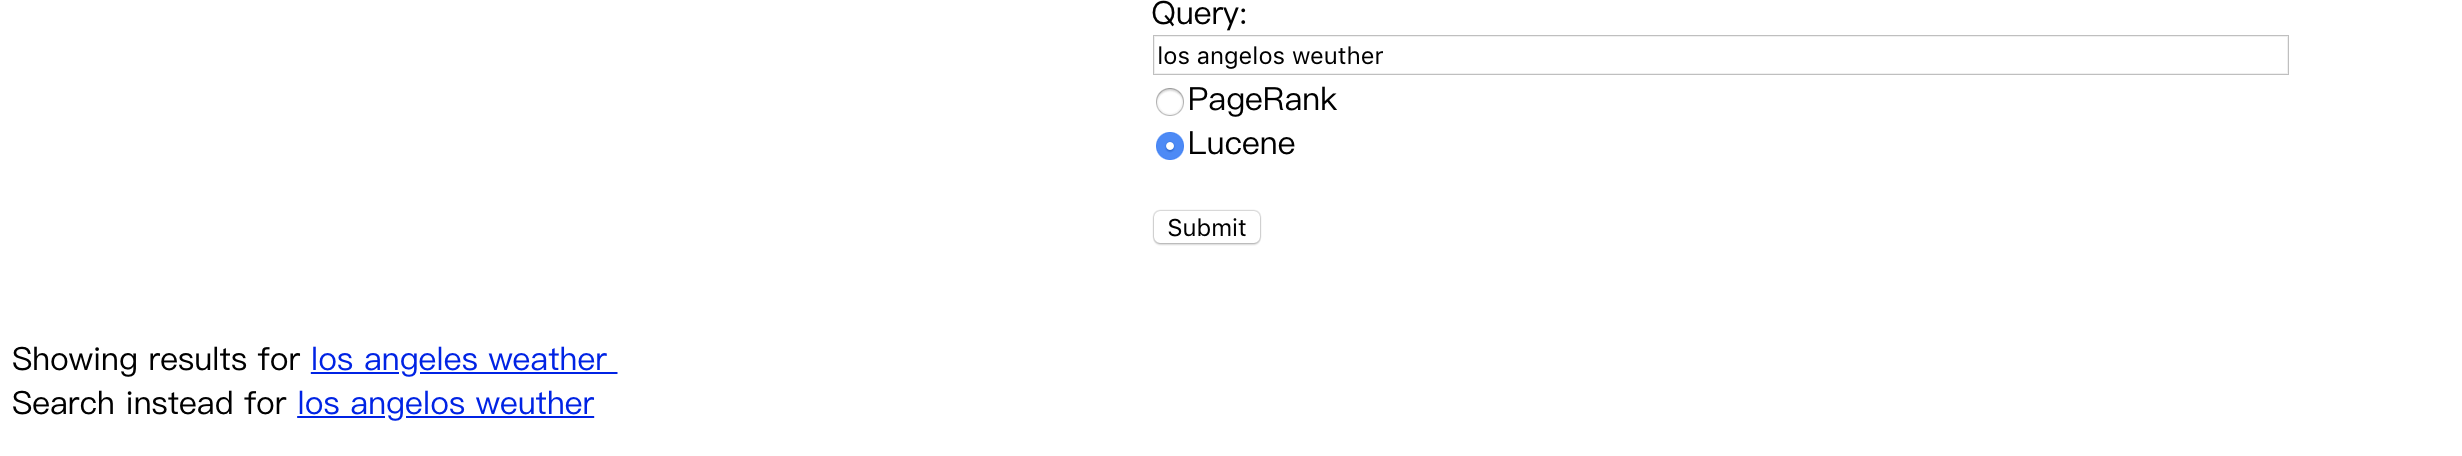 Query:
los angelos weuther
PageRank
Lucene
Submit
Showing results for los angeles weather
Search instead for los angelos weuther